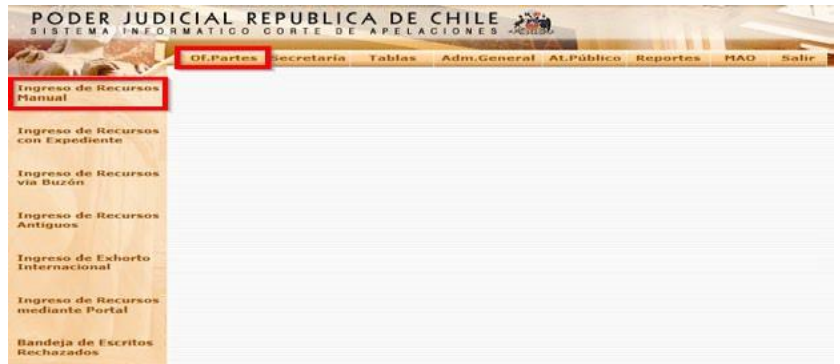 PODER JUDICIAL REPUBLICA DE CHILE
SISTEMA INFORMATICO CORTE DE APELACIONES
Of.Partes Secretaría Tablas Adm.General At.Público Reportes MAO Salir
Ingreso de Recursos
Manual
Ingreso de Recursos
con Expediente
Ingreso de Recursos
via Buzón
Ingreso de Recursos
Antiguos
Ingreso de Exhorto
Internacional
Ingreso de Recursos
mediante Portal
Bandeja de Escritos
Rechazados